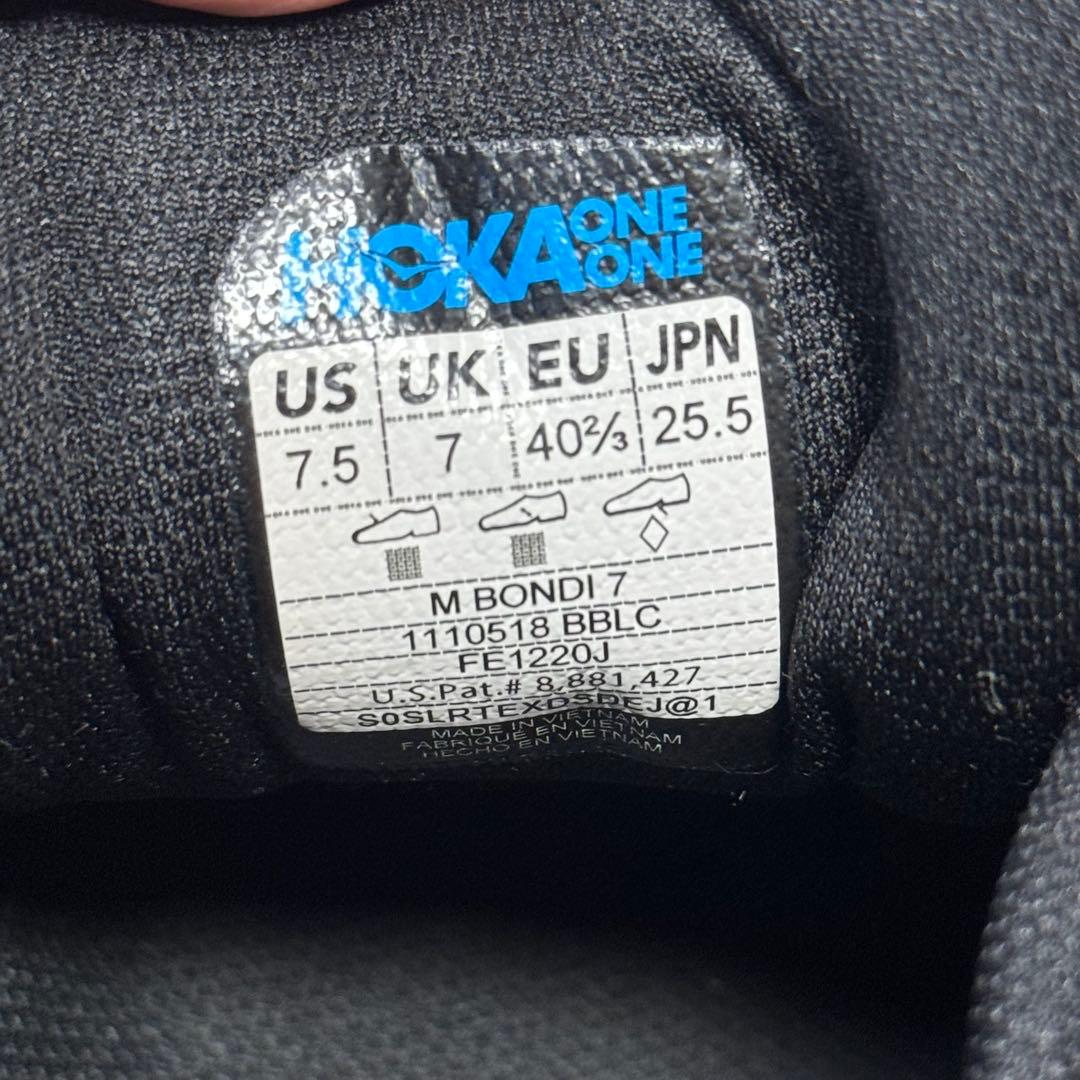 HOKA ONE ONE
US UK EU JPN
7.5 7 40⅔ 25.5
M BONDI 7
1110518 BBLC
FE1220J
U.S.Pat.# 8,881,427
S0SLRTEXDSDEJ@1
MADE IN VIETNAM
FABRIQUÉ EN VIETNAM
HECHO EN VIETNAM